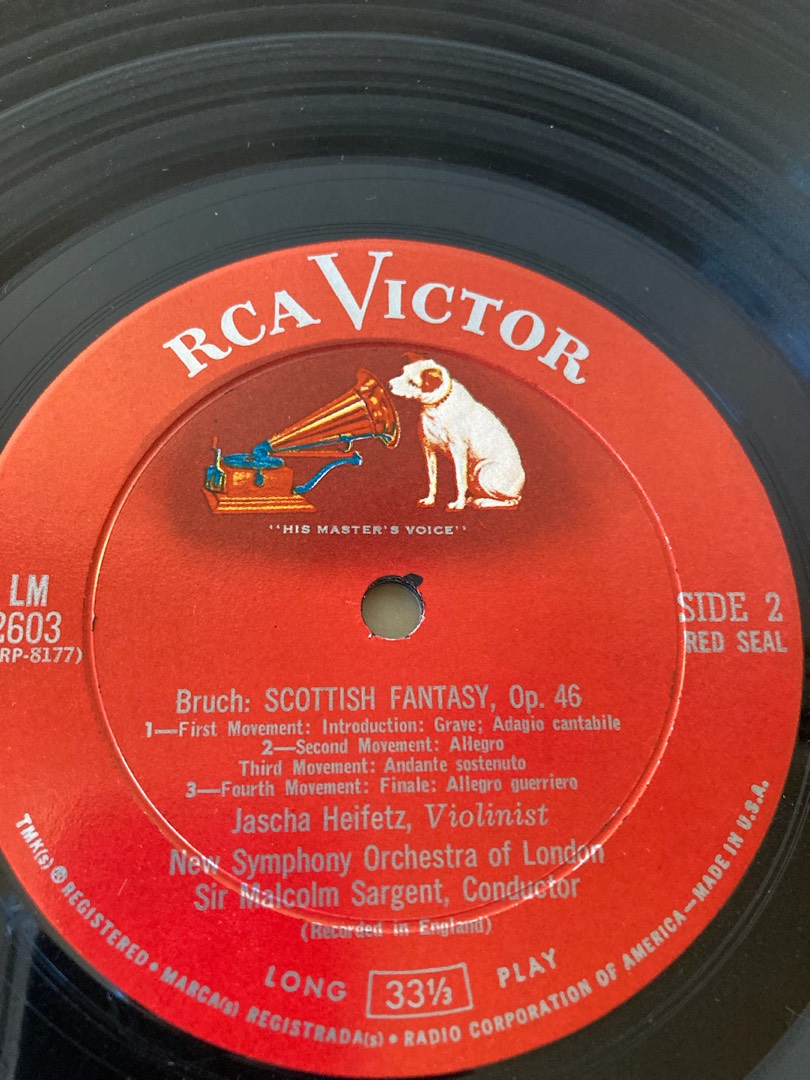 RCA VICTOR
"HIS MASTER'S VOICE"
LM
2603
RP-8177)
SIDE 2
RED SEAL
Bruch: SCOTTISH FANTASY, Op. 46
1—First Movement: Introduction: Grave; Adagio cantabile
2—Second Movement: Allegro
Third Movement: Andante sostenuto
3—Fourth Movement: Finale: Allegro guerriero
Jascha Heifetz, Violinist
New Symphony Orchestra of London
Sir Malcolm Sargent, Conductor
(Recorded in England)
LONG 33⅓ PLAY
TMK(s) ® REGISTERED • MARCA(s) REGISTRADA(s) • RADIO CORPORATION OF AMERICA—MADE IN U.S.A.